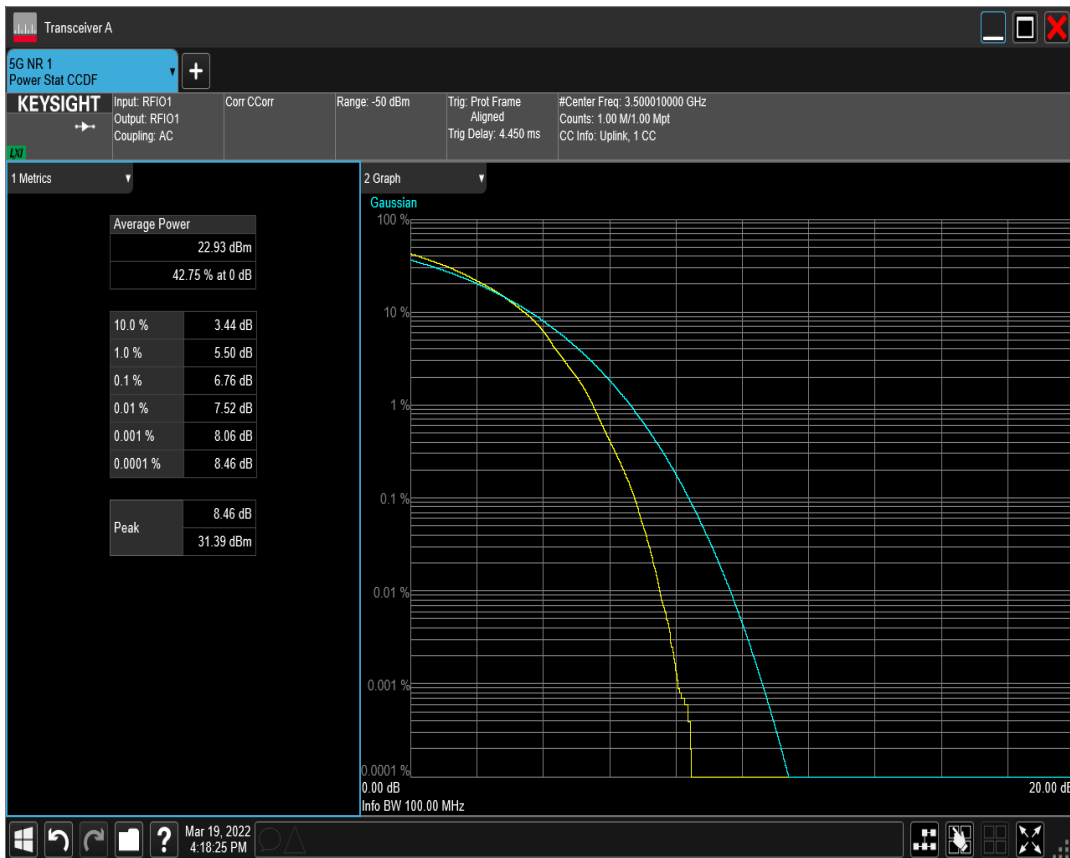 Transceiver A
5G NR 1
Power Stat CCDF
KEYSIGHT
LXI
Input: RFIO1
Output: RFIO1
Coupling: AC
Corr CCorr
Range: -50 dBm
Trig: Prot Frame
Aligned
Trig Delay: 4.450 ms
#Center Freq: 3.500010000 GHz
Counts: 1.00 M/1.00 Mpt
CC Info: Uplink, 1 CC
1 Metrics
Average Power
22.93 dBm
42.75 % at 0 dB
10.0 % 3.44 dB
1.0 % 5.50 dB
0.1 % 6.76 dB
0.01 % 7.52 dB
0.001 % 8.06 dB
0.0001 % 8.46 dB
Peak
8.46 dB
31.39 dBm
2 Graph
Gaussian
100 %
10 %
1 %
0.1 %
0.01 %
0.001 %
0.0001 %
0.00 dB 20.00 dB
Info BW 100.00 MHz
Mar 19, 2022
4:18:25 PM